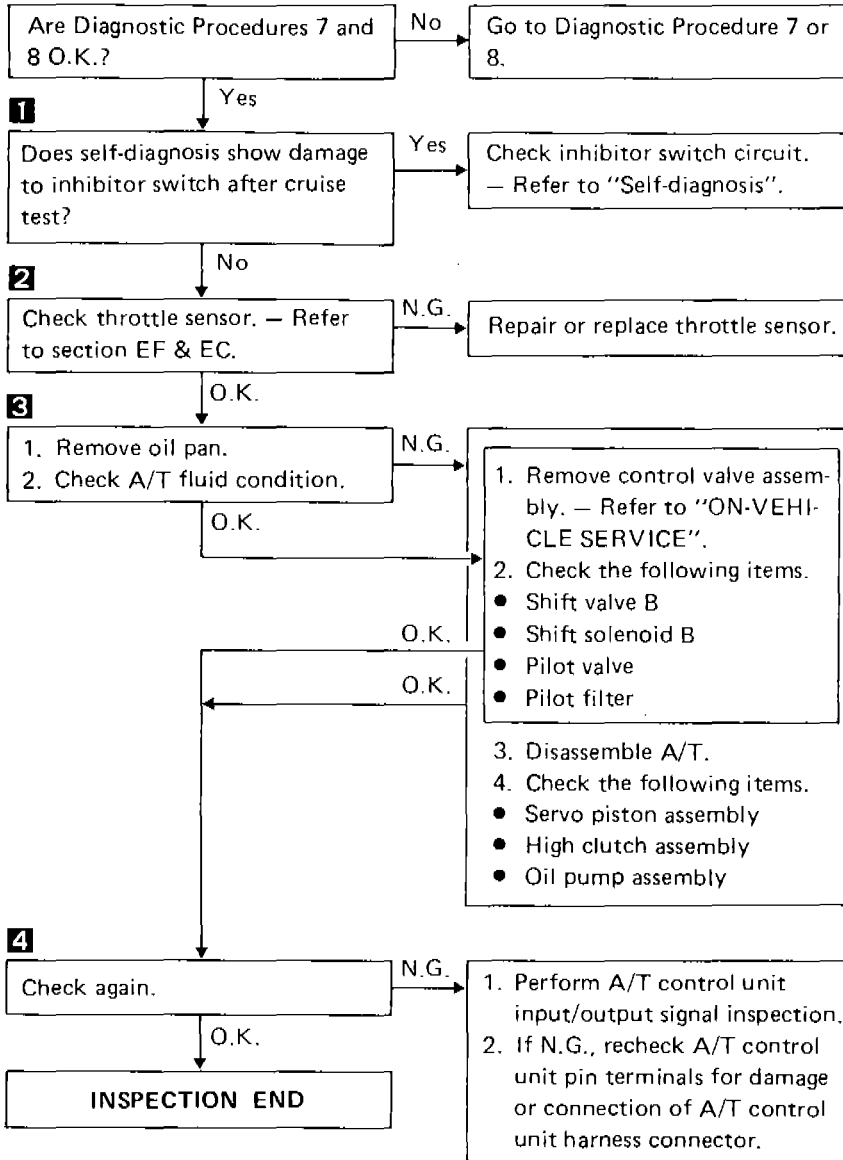 Are Diagnostic Procedures 7 and
8 O.K.?
No
Go to Diagnostic Procedure 7 or
8.
Yes
1
Does self-diagnosis show damage
to inhibitor switch after cruise
test?
Yes
Check inhibitor switch circuit.
— Refer to "Self-diagnosis".
No
2
Check throttle sensor. — Refer
to section EF & EC.
N.G.
Repair or replace throttle sensor.
O.K.
3
1. Remove oil pan.
2. Check A/T fluid condition.
N.G.
O.K.
1. Remove control valve assem-
bly. — Refer to "ON-VEHI-
CLE SERVICE".
2. Check the following items.
● Shift valve B
● Shift solenoid B
● Pilot valve
● Pilot filter
O.K.
O.K.
3. Disassemble A/T.
4. Check the following items.
● Servo piston assembly
● High clutch assembly
● Oil pump assembly
4
Check again.
N.G.
1. Perform A/T control unit
input/output signal inspection.
2. If N.G., recheck A/T control
unit pin terminals for damage
or connection of A/T control
unit harness connector.
O.K.
INSPECTION END